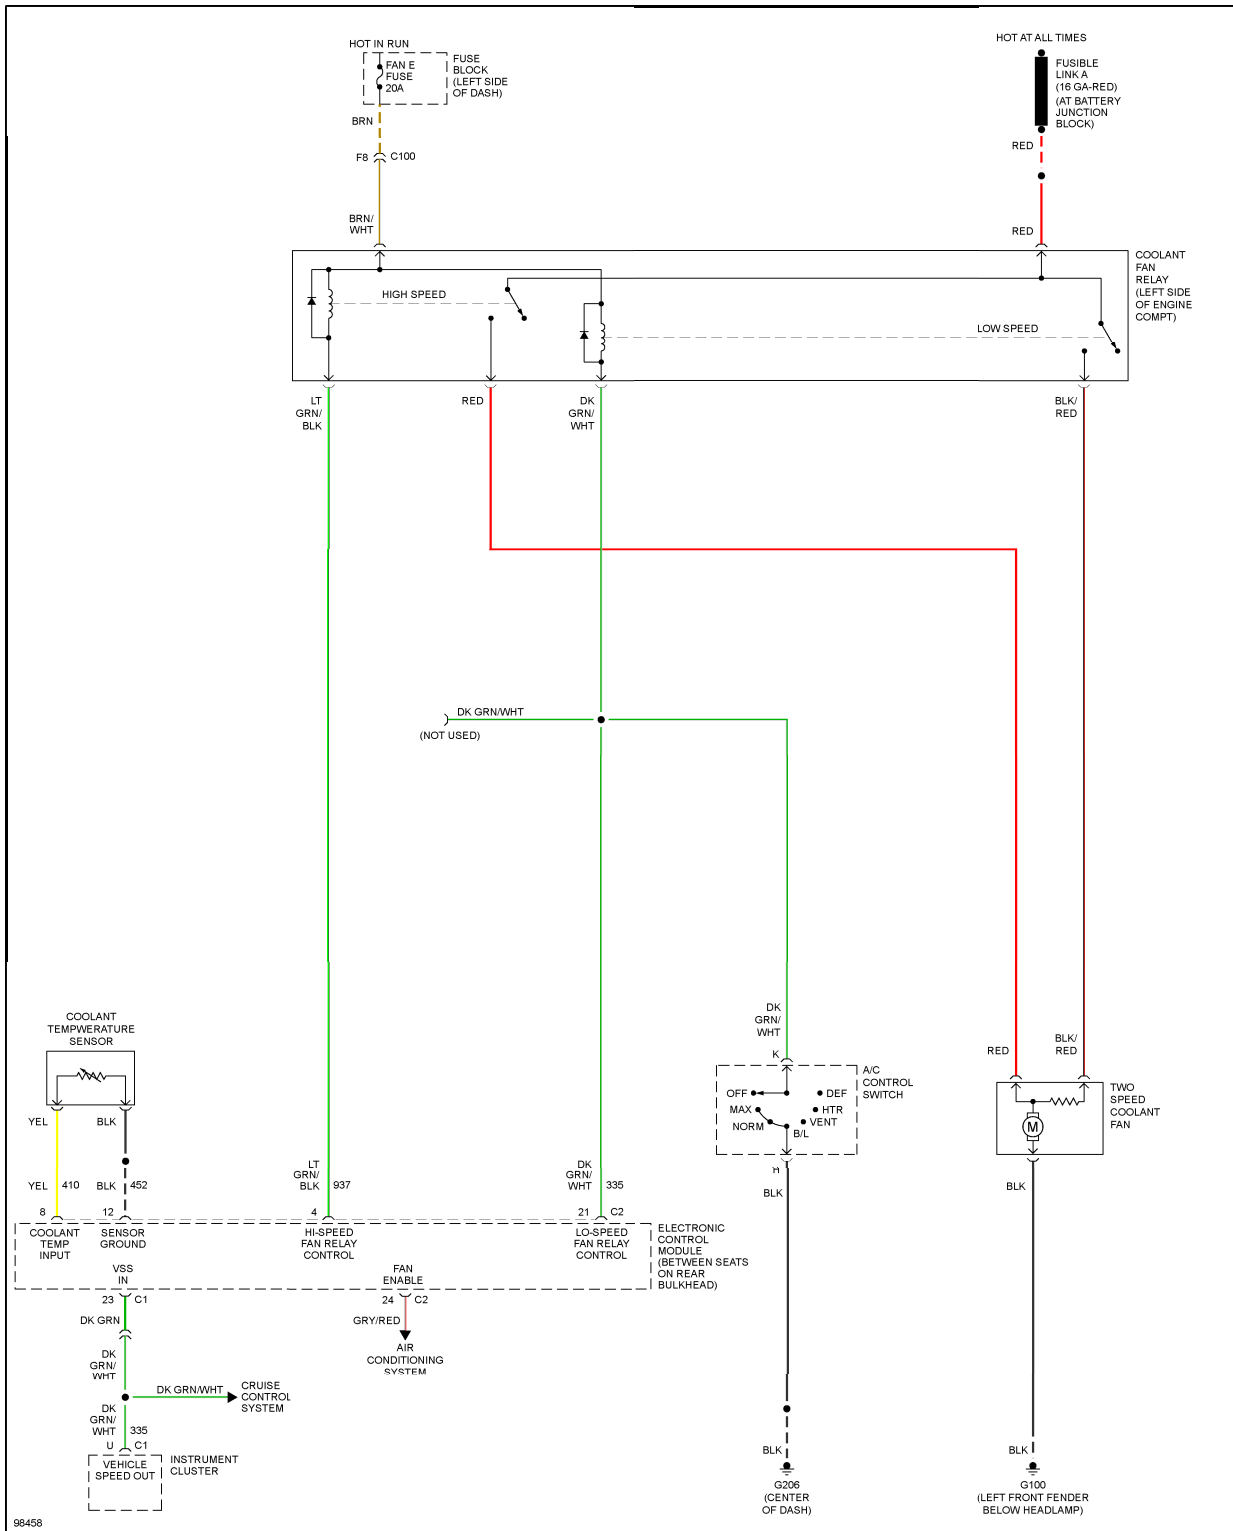 HOT IN RUN
FAN E
FUSE
20A
FUSE
BLOCK
(LEFT SIDE
OF DASH)
BRN
F8
C100
BRN/
WHT
HOT AT ALL TIMES
FUSIBLE
LINK A
(16 GA-RED)
(AT BATTERY
JUNCTION
BLOCK)
RED
RED
COOLANT
FAN
RELAY
(LEFT SIDE
OF ENGINE
COMPT)
HIGH SPEED
LOW SPEED
LT
GRN/
BLK
RED
DK
GRN/
WHT
BLK/
RED
DK GRN/WHT
(NOT USED)
COOLANT
TEMPWERATURE
SENSOR
YEL
BLK
YEL
410
BLK
452
LT
GRN/
BLK
937
DK
GRN/
WHT
335
8
12
4
21
C2
COOLANT
TEMP
INPUT
SENSOR
GROUND
HI-SPEED
FAN RELAY
CONTROL
LO-SPEED
FAN RELAY
CONTROL
VSS
IN
FAN
ENABLE
ELECTRONIC
CONTROL
MODULE
(BETWEEN SEATS
ON REAR
BULKHEAD)
23
C1
24
C2
DK GRN
GRY/RED
AIR
CONDITIONING
SYSTEM
DK
GRN/
WHT
DK GRN/WHT
CRUISE
CONTROL
SYSTEM
DK
GRN/
WHT
335
U
C1
VEHICLE
SPEED OUT
INSTRUMENT
CLUSTER
DK
GRN/
WHT
K
A/C
CONTROL
SWITCH
OFF
MAX
NORM
B/L
VENT
HTR
DEF
BLK
BLK
G206
(CENTER
OF DASH)
RED
BLK/
RED
TWO
SPEED
COOLANT
FAN
M
BLK
BLK
G100
(LEFT FRONT FENDER
BELOW HEADLAMP)
98458